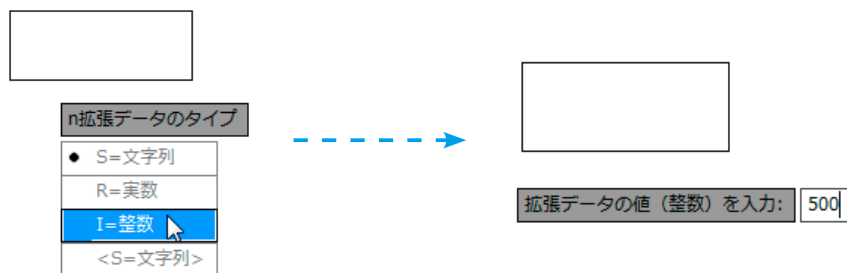 n拡張データのタイプ
S=文字列
R=実数
I=整数
<S=文字列>
拡張データの値（整数）を入力: 500